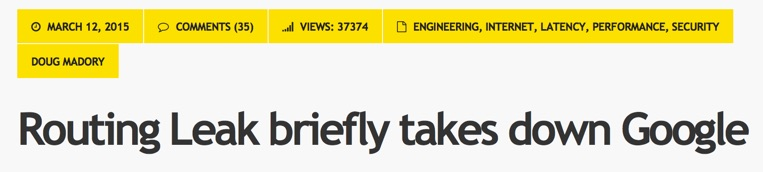 MARCH 12, 2015 COMMENTS (35) VIEWS: 37374 ENGINEERING, INTERNET, LATENCY, PERFORMANCE, SECURITY
DOUG MADORY
Routing Leak briefly takes down Google